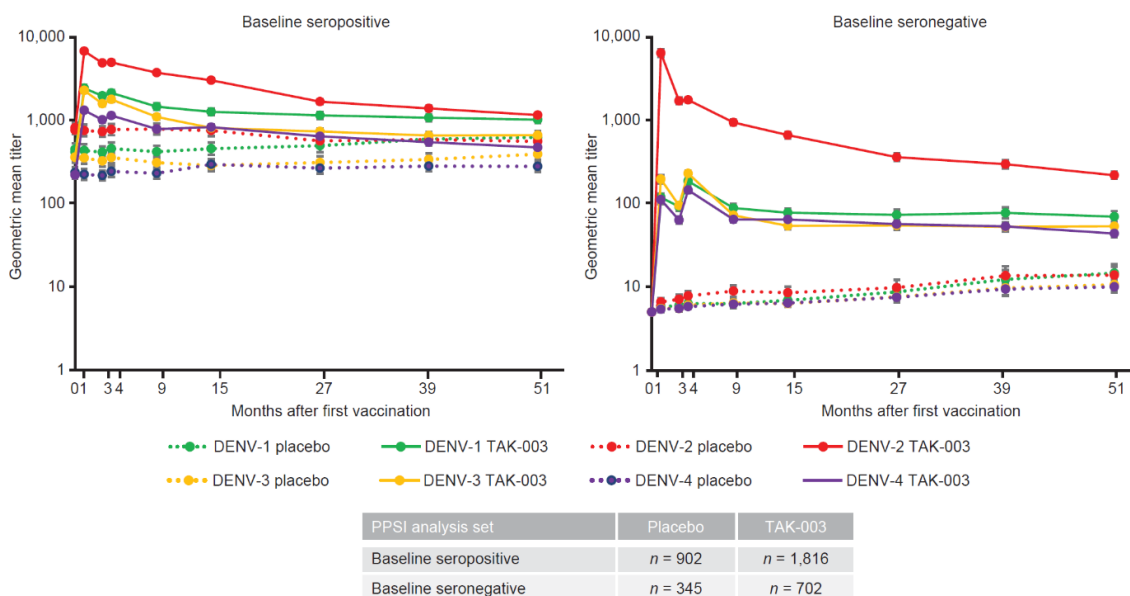 Baseline seropositive
Geometric mean titer
10,000
1,000
100
10
1
0 1 3 4 9 15 27 39 51
Months after first vaccination
Baseline seronegative
Geometric mean titer
10,000
1,000
100
10
1
0 1 3 4 9 15 27 39 51
Months after first vaccination
DENV-1 placebo DENV-1 TAK-003 DENV-2 placebo DENV-2 TAK-003
DENV-3 placebo DENV-3 TAK-003 DENV-4 placebo DENV-4 TAK-003
PPSI analysis set Placebo TAK-003
Baseline seropositive n = 902 n = 1,816
Baseline seronegative n = 345 n = 702